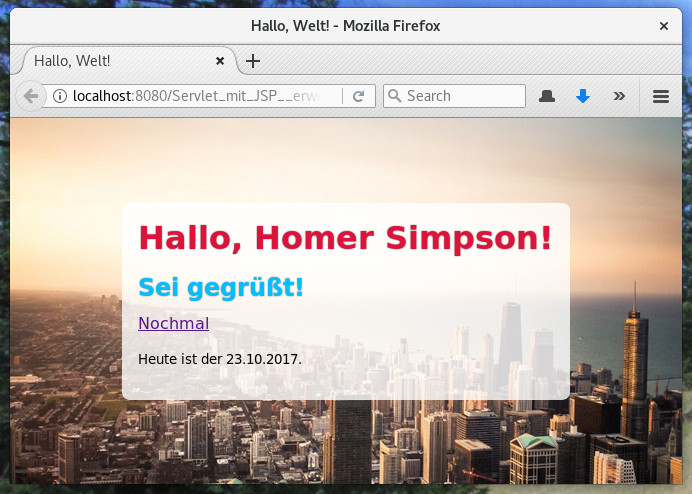 Hallo, Welt! - Mozilla Firefox
Hallo, Welt!
localhost:8080/Servlet_mit_JSP__erw
Search
Hallo, Homer Simpson!
Sei gegrüßt!
Nochmal
Heute ist der 23.10.2017.